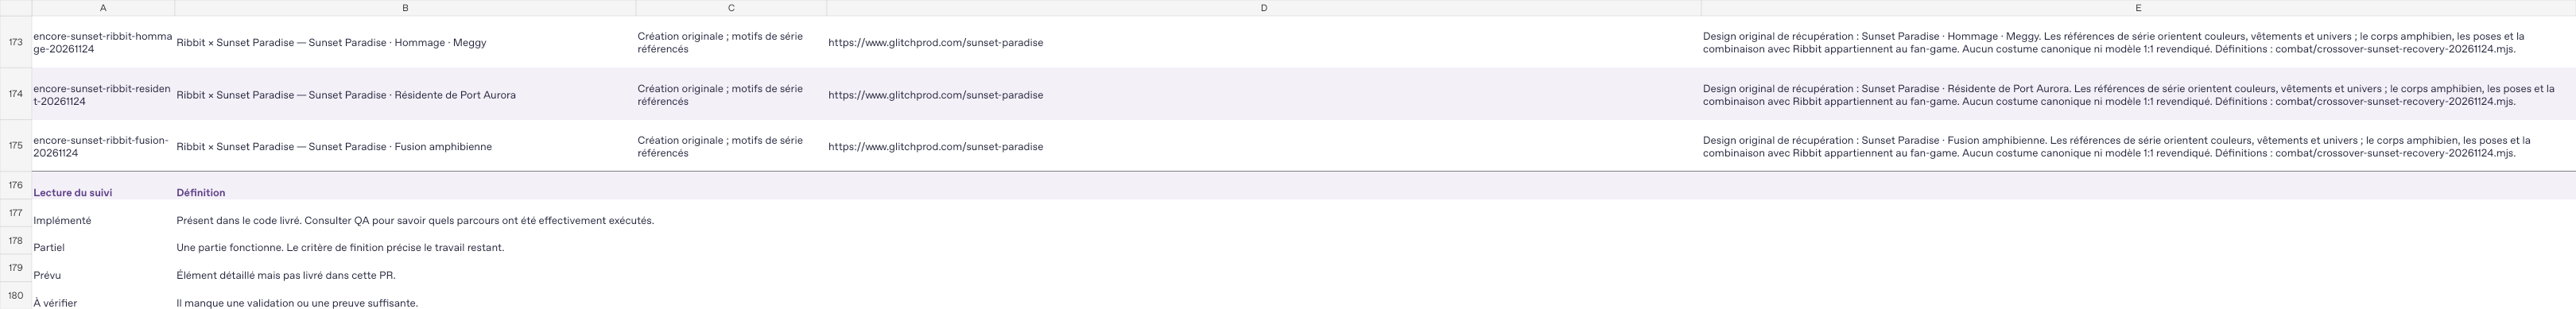 A B C D E
173 encore-sunset-ribbit-homma
ge-20261124 Ribbit × Sunset Paradise — Sunset Paradise · Hommage · Meggy Création originale ; motifs de série
référencés https://www.glitchprod.com/sunset-paradise Design original de récupération : Sunset Paradise · Hommage · Meggy. Les références de série orientent couleurs, vêtements et univers ; le corps amphibien, les poses et la
combinaison avec Ribbit appartiennent au fan-game. Aucun costume canonique ni modèle 1:1 revendiqué. Définitions : combat/crossover-sunset-recovery-20261124.mjs.
174 encore-sunset-ribbit-residen
t-20261124 Ribbit × Sunset Paradise — Sunset Paradise · Résidente de Port Aurora Création originale ; motifs de série
référencés https://www.glitchprod.com/sunset-paradise Design original de récupération : Sunset Paradise · Résidente de Port Aurora. Les références de série orientent couleurs, vêtements et univers ; le corps amphibien, les poses et la
combinaison avec Ribbit appartiennent au fan-game. Aucun costume canonique ni modèle 1:1 revendiqué. Définitions : combat/crossover-sunset-recovery-20261124.mjs.
175 encore-sunset-ribbit-fusion-
20261124 Ribbit × Sunset Paradise — Sunset Paradise · Fusion amphibienne Création originale ; motifs de série
référencés https://www.glitchprod.com/sunset-paradise Design original de récupération : Sunset Paradise · Fusion amphibienne. Les références de série orientent couleurs, vêtements et univers ; le corps amphibien, les poses et la
combinaison avec Ribbit appartiennent au fan-game. Aucun costume canonique ni modèle 1:1 revendiqué. Définitions : combat/crossover-sunset-recovery-20261124.mjs.
176 Lecture du suivi Définition
177 Implémenté Présent dans le code livré. Consulter QA pour savoir quels parcours ont été effectivement exécutés.
178 Partiel Une partie fonctionne. Le critère de finition précise le travail restant.
179 Prévu Élément détaillé mais pas livré dans cette PR.
180 À vérifier Il manque une validation ou une preuve suffisante.